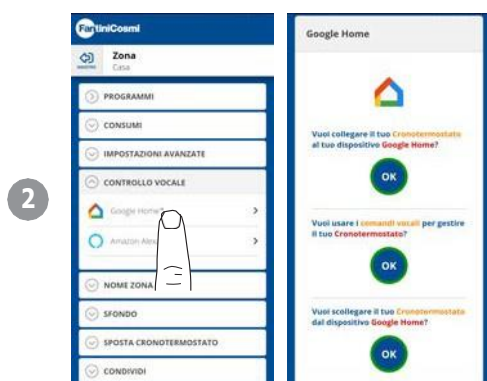 2
FantiniCosmi
Zona
Casa
PROGRAMMI
CONSUMI
IMPOSTAZIONI AVANZATE
CONTROLLO VOCALE
Google Home
Amazon
NOME ZONA
SFONDO
SPOSTA CRONOTERMOSTATO
CONDIVIDI
Google Home
Vuoi collegare il tuo Cronotermostato
al tuo dispositivo Google Home?
OK
Vuoi usare i comandi vocali per gestire
il tuo Cronotermostato?
OK
Vuoi scollegare il tuo Cronotermostato
dal dispositivo Google Home?
OK